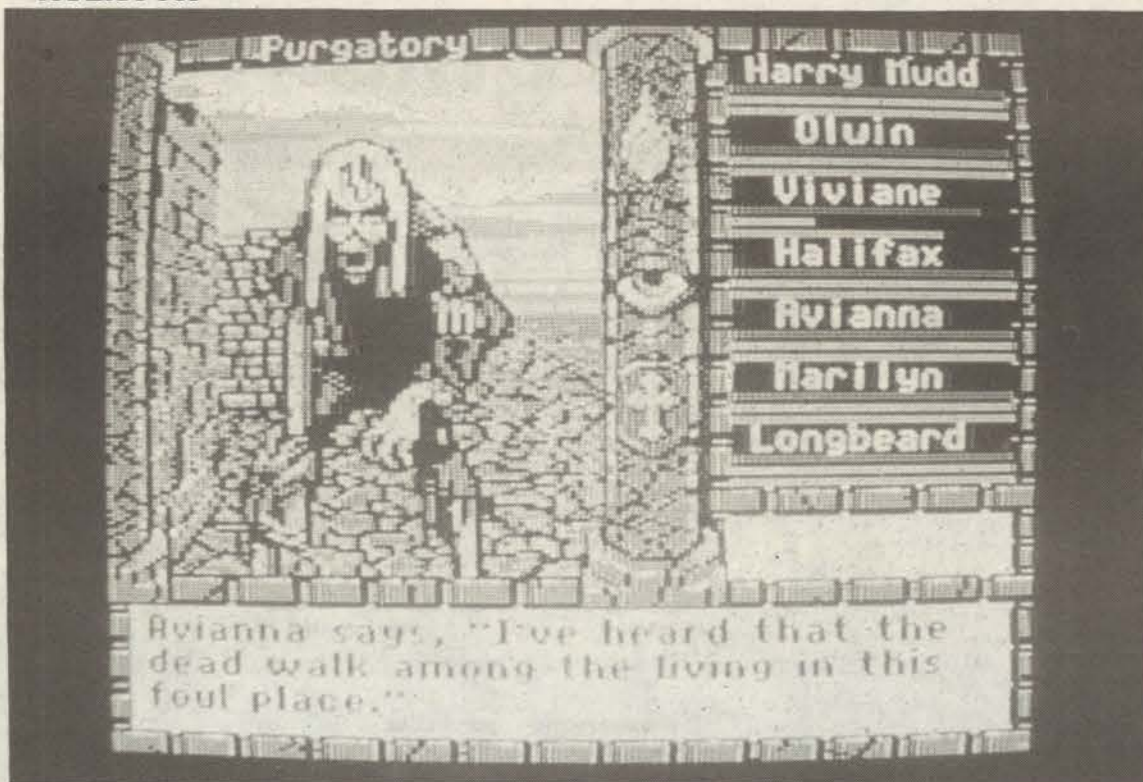 Purgatory
Harry Mudd
Olwin
Viviane
Halifax
Avianna
Marilyn
Longbeard
Avianna says, "I've heard that the
dead walk among the living in this
foul place."